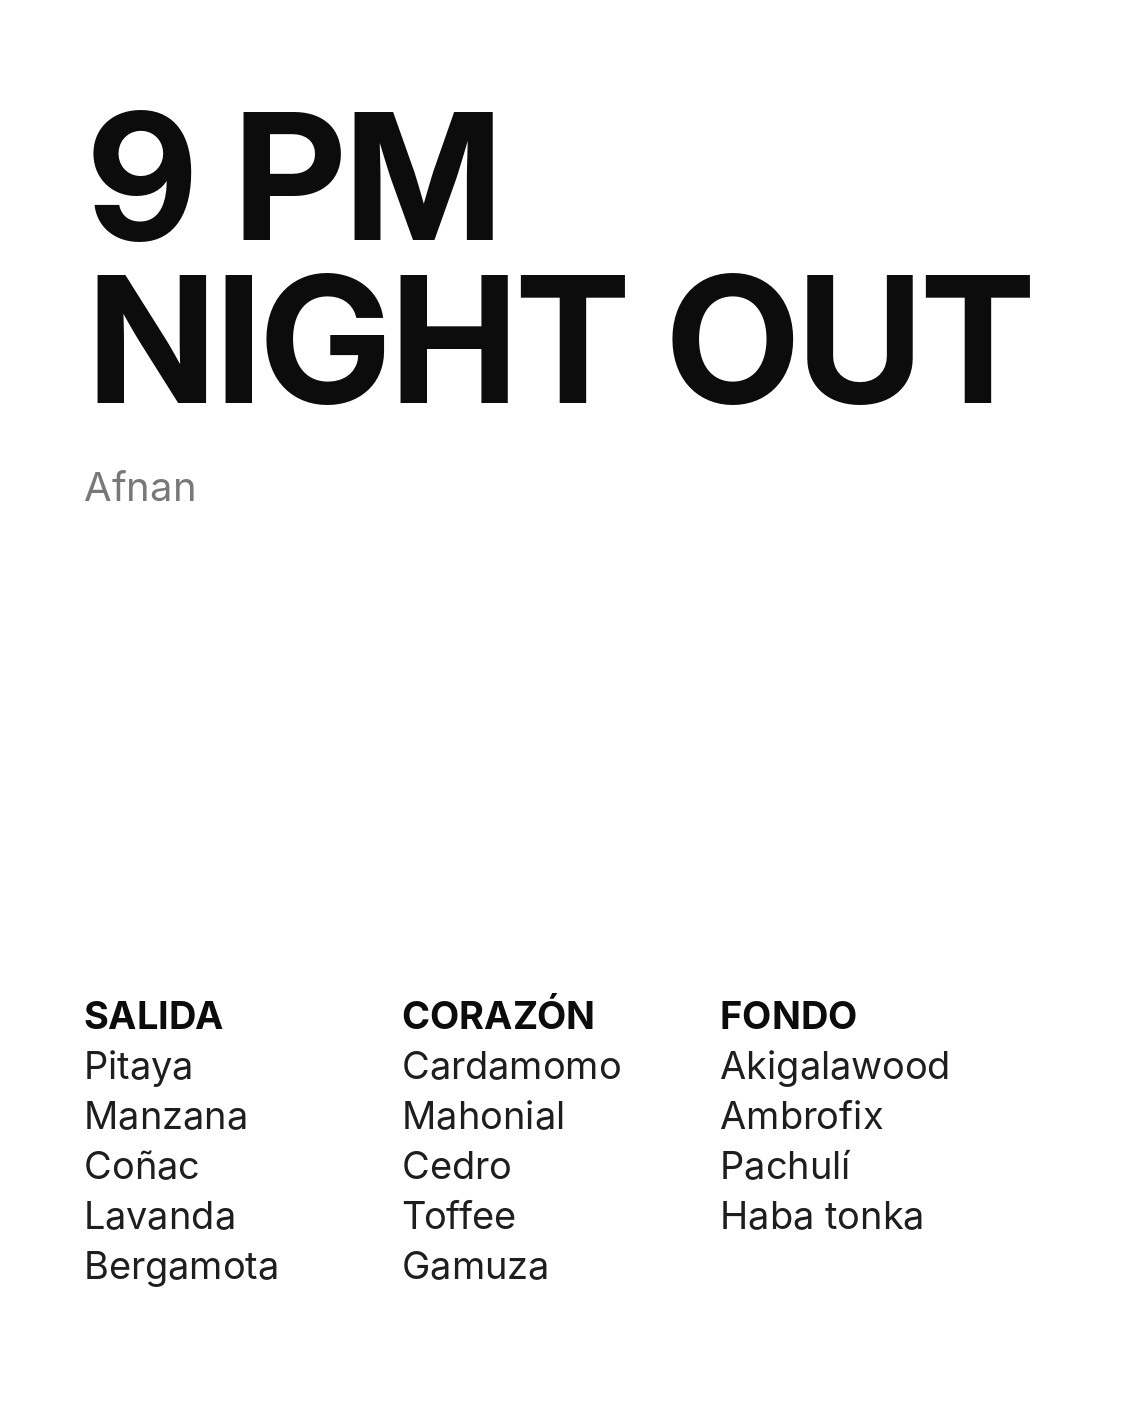 9 PM
NIGHT OUT
Afnan
SALIDA
Pitaya
Manzana
Coñac
Lavanda
Bergamota
CORAZÓN
Cardamomo
Mahonial
Cedro
Toffee
Gamuza
FONDO
Akigalawood
Ambrofix
Pachulí
Haba tonka